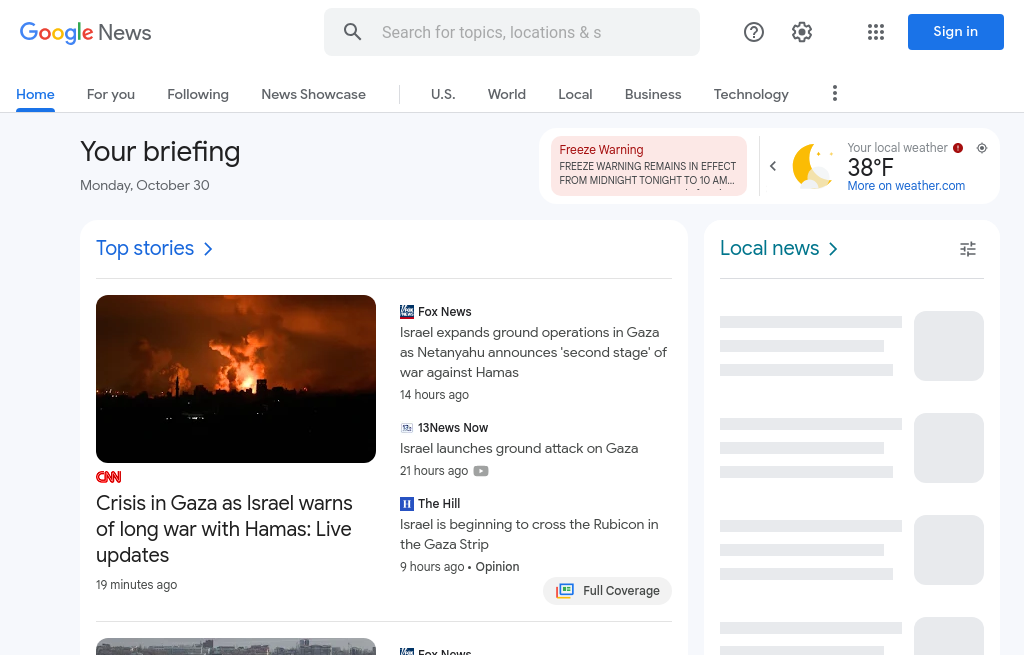 Google News
Search for topics, locations & s
Sign in
Home
For you
Following
News Showcase
U.S.
World
Local
Business
Technology
Your briefing
Monday, October 30
Freeze Warning
FREEZE WARNING REMAINS IN EFFECT
FROM MIDNIGHT TONIGHT TO 10 AM...
Your local weather
38°F
More on weather.com
Top stories
CNN
Crisis in Gaza as Israel warns
of long war with Hamas: Live
updates
19 minutes ago
Fox News
Israel expands ground operations in Gaza
as Netanyahu announces 'second stage' of
war against Hamas
14 hours ago
13News Now
Israel launches ground attack on Gaza
21 hours ago
The Hill
Israel is beginning to cross the Rubicon in
the Gaza Strip
9 hours ago • Opinion
Full Coverage
Fox News
Local news